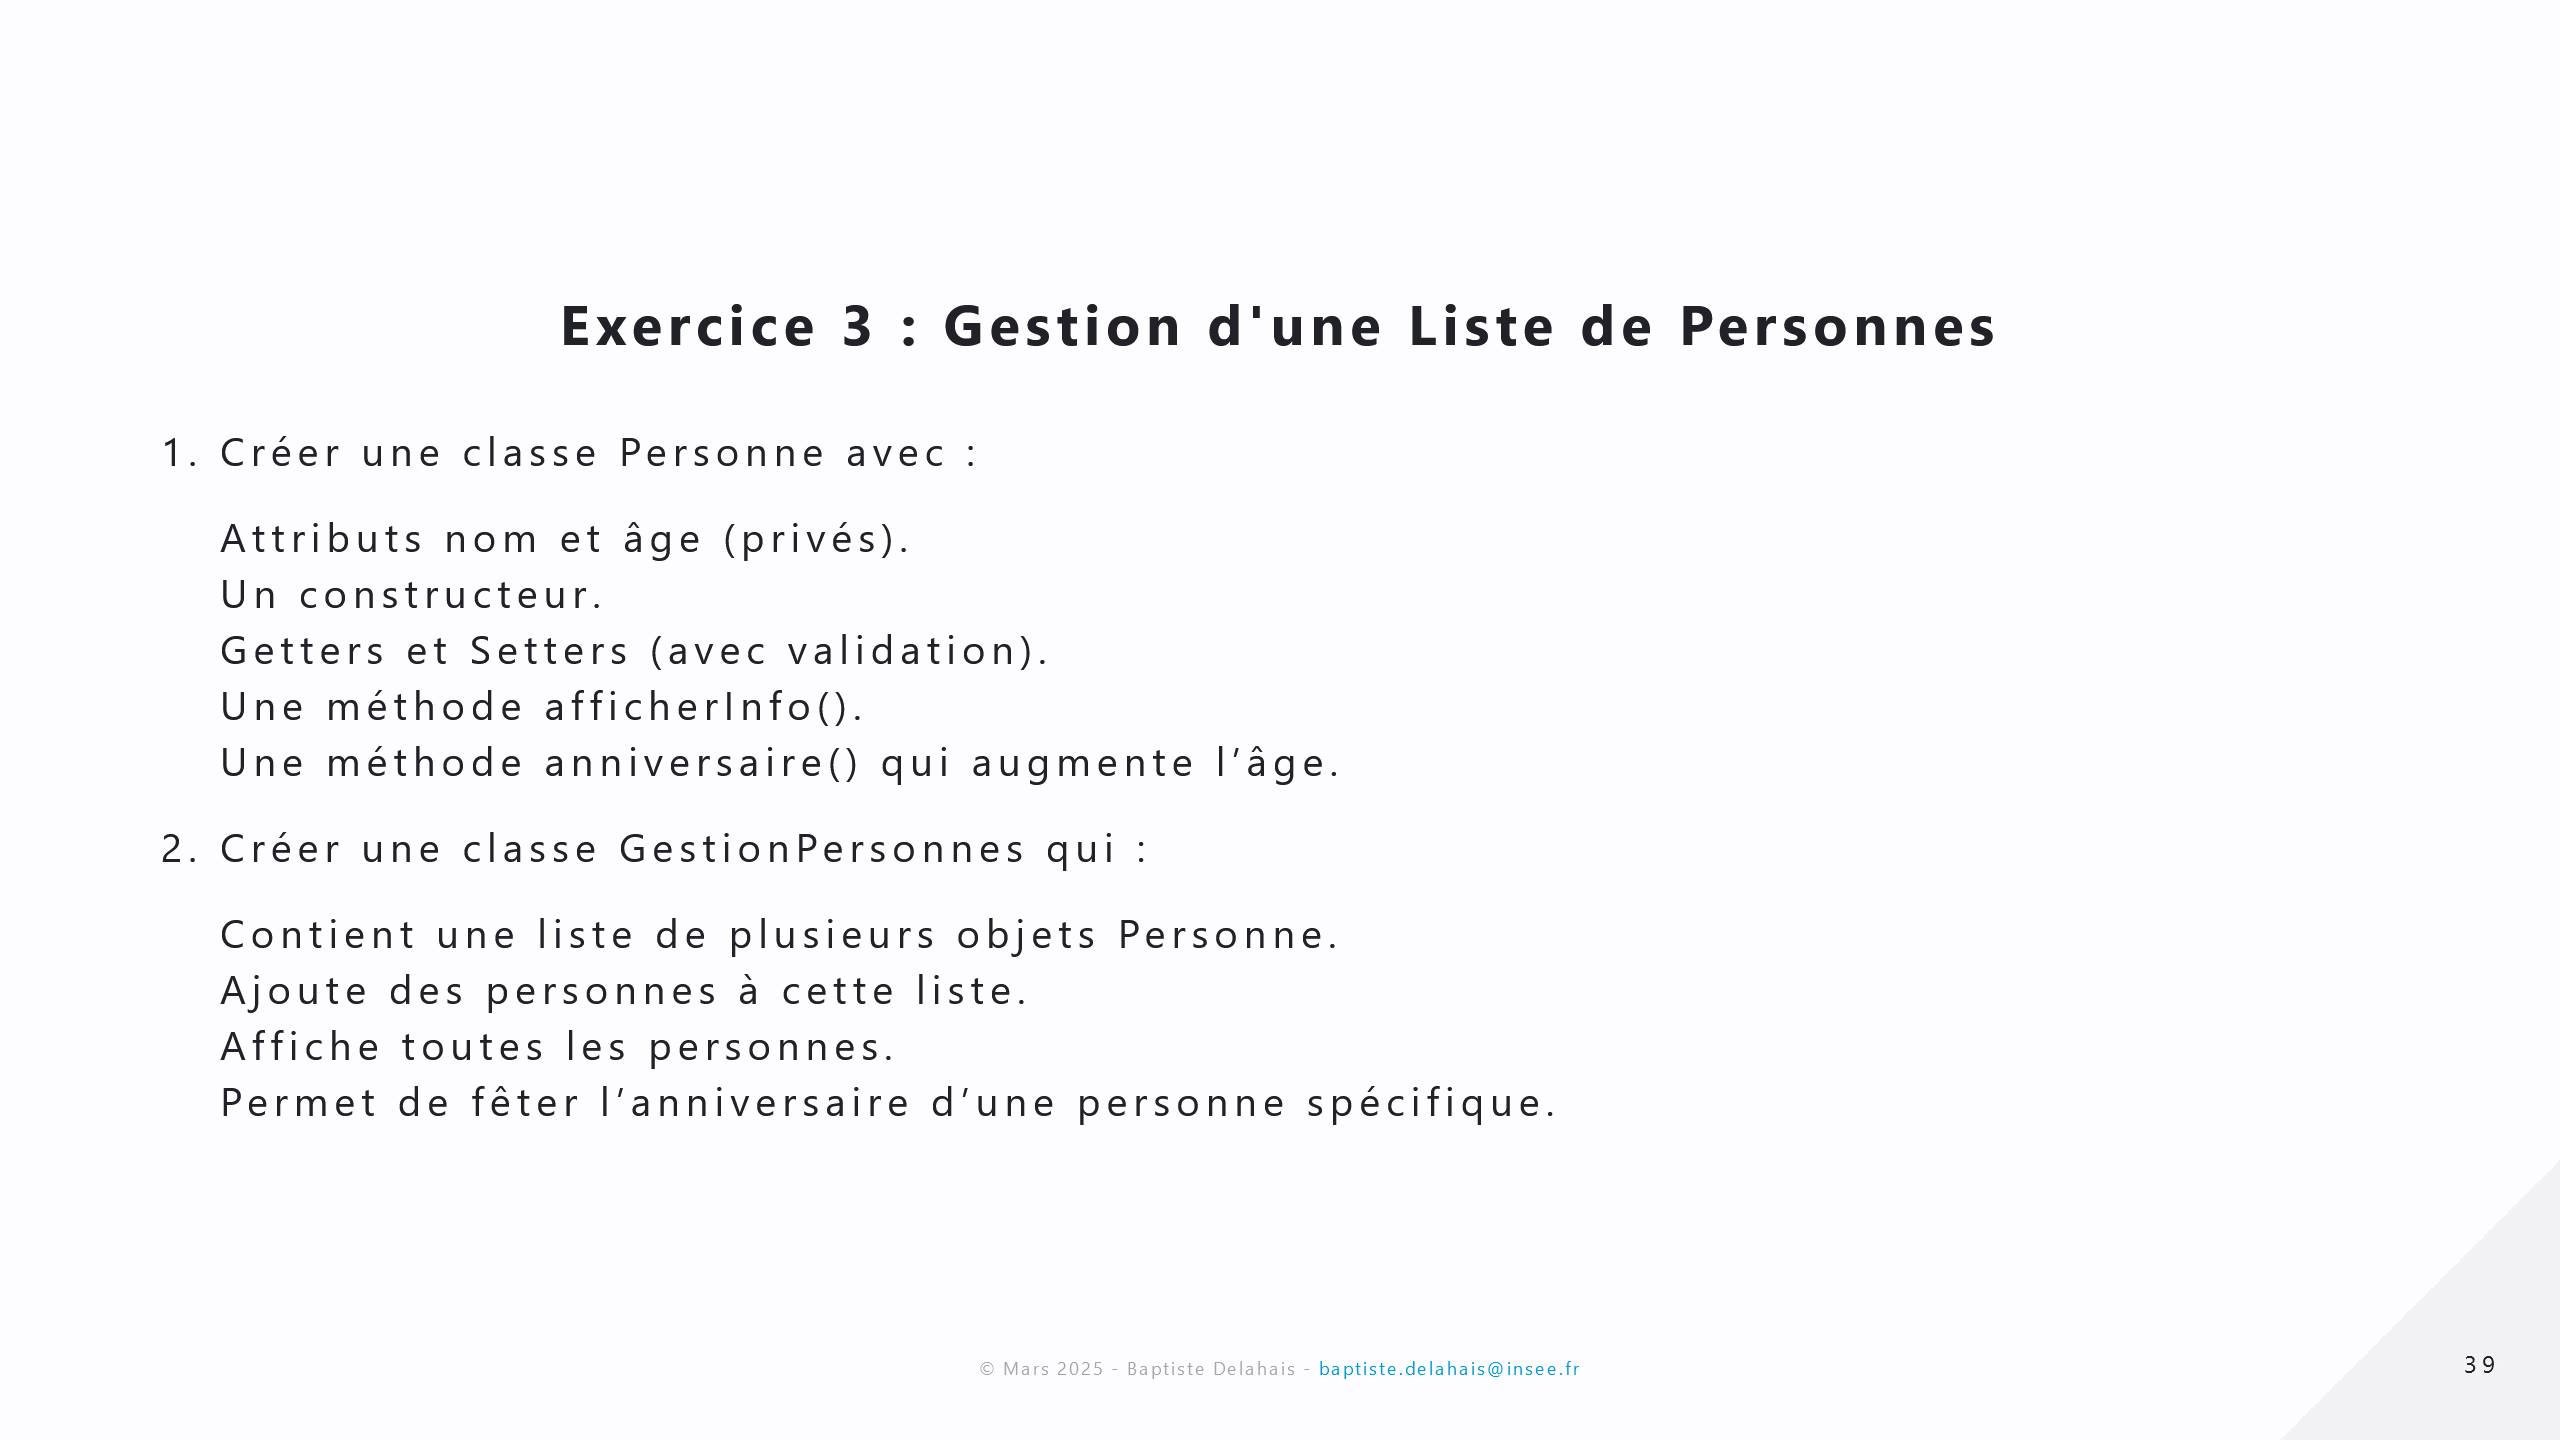 Exercice 3 : Gestion d'une Liste de Personnes
1. Créer une classe Personne avec :
Attributs nom et âge (privés).
Un constructeur.
Getters et Setters (avec validation).
Une méthode afficherInfo().
Une méthode anniversaire() qui augmente l’âge.
2. Créer une classe GestionPersonnes qui :
Contient une liste de plusieurs objets Personne.
Ajoute des personnes à cette liste.
Affiche toutes les personnes.
Permet de fêter l’anniversaire d’une personne spécifique.
© Mars 2025 - Baptiste Delahais - baptiste.delahais@insee.fr
39